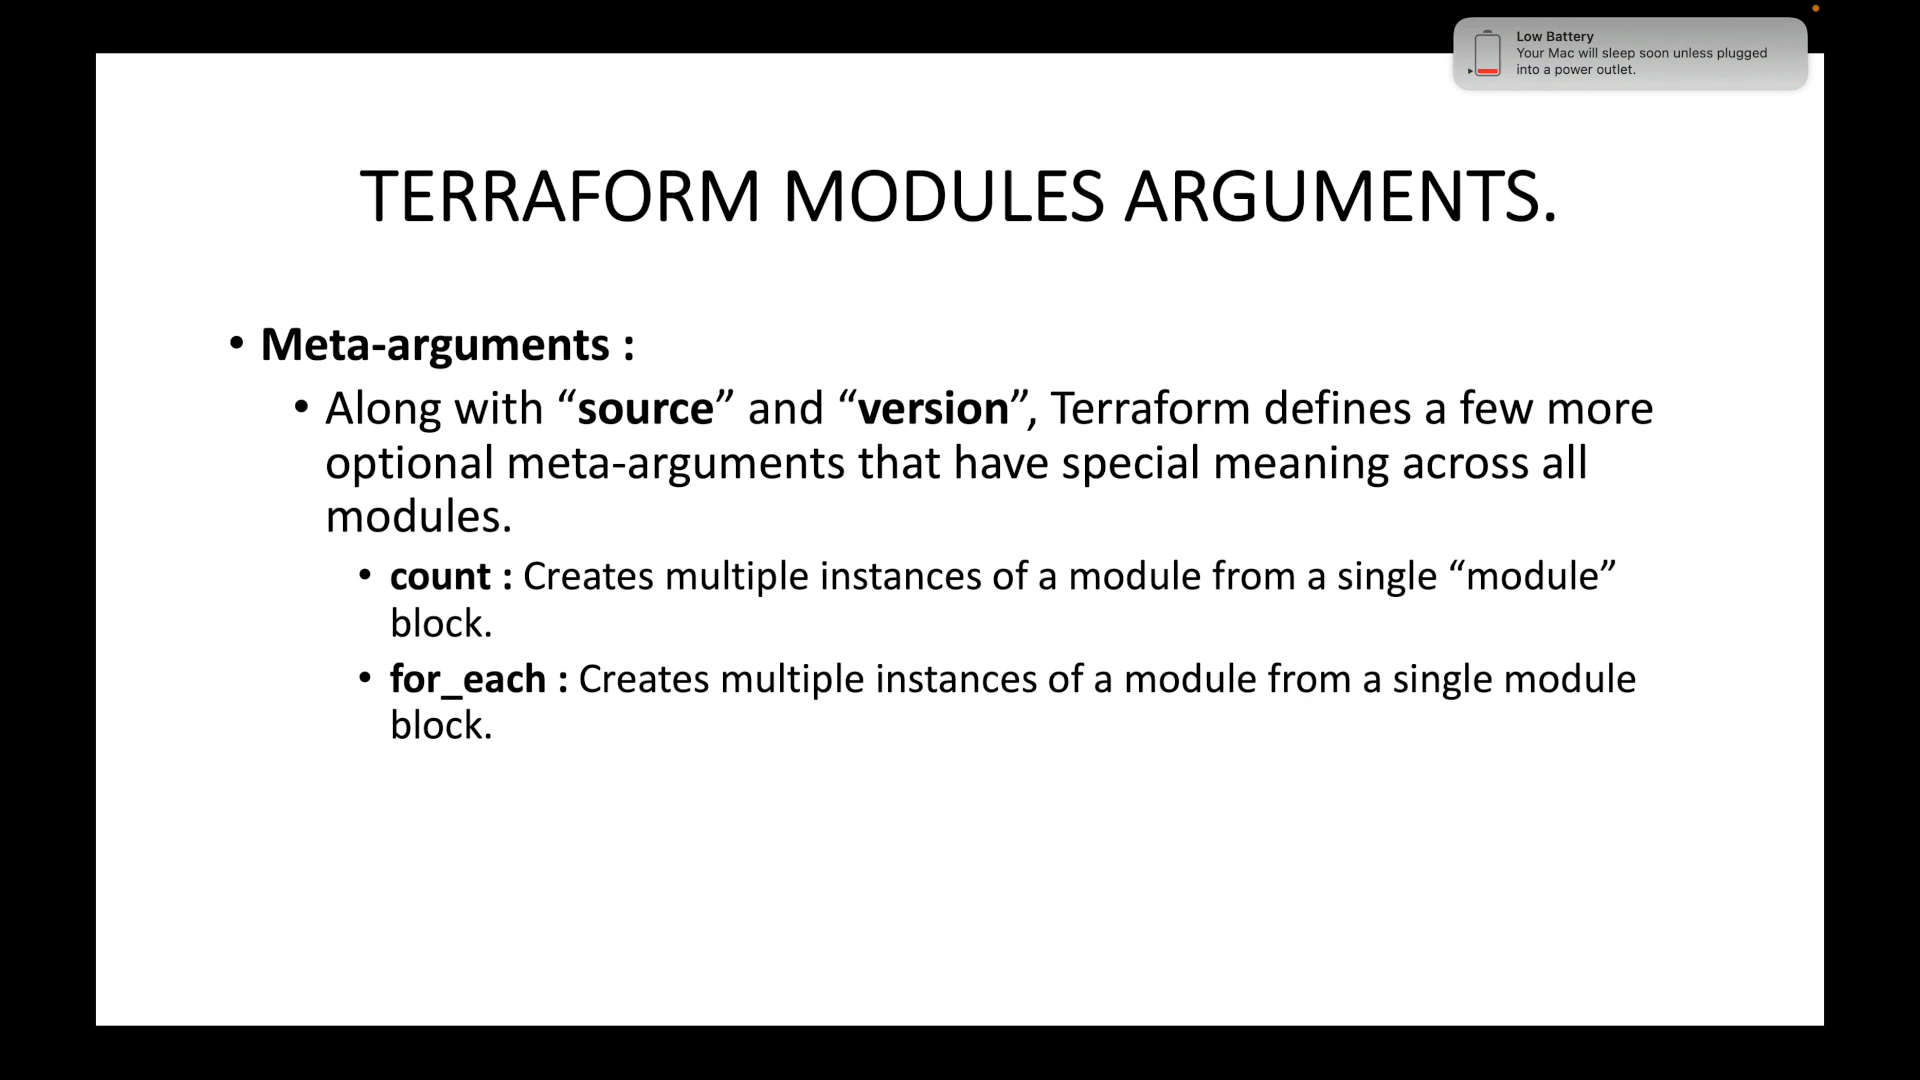 Low Battery
Your Mac will sleep soon unless plugged
into a power outlet.
TERRAFORM MODULES ARGUMENTS.
• Meta-arguments :
• Along with “source” and “version”, Terraform defines a few more
optional meta-arguments that have special meaning across all
modules.
• count : Creates multiple instances of a module from a single “module”
block.
• for_each : Creates multiple instances of a module from a single module
block.